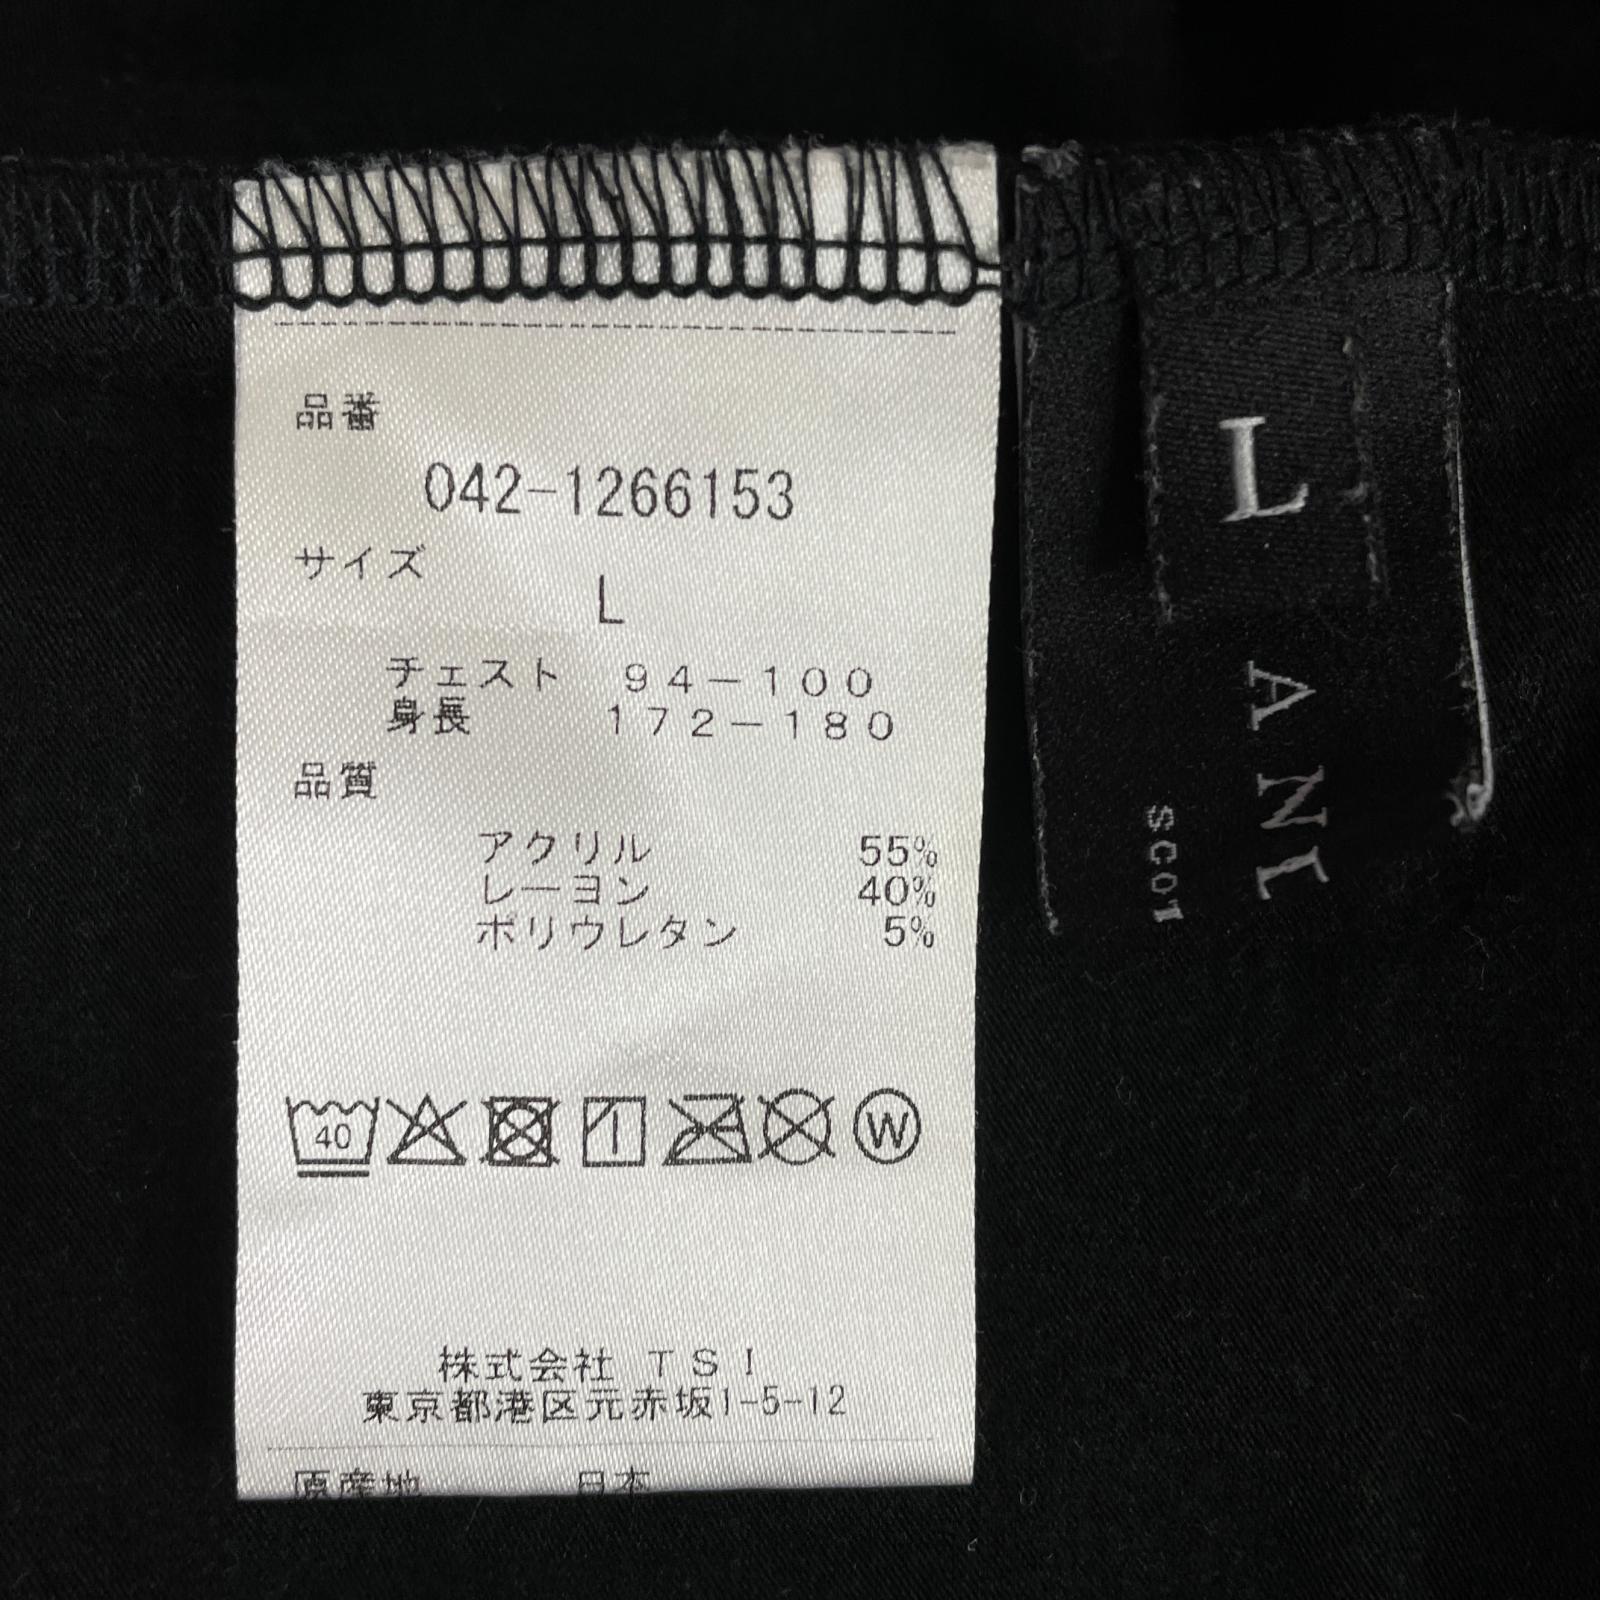 品番
042-1266153
サイズ
L
チェスト 94-100
身長 172-180
品質
アクリル 55%
レーヨン 40%
ポリウレタン 5%
40
W
株式会社 TSI
東京都港区元赤坂1-5-12
原産地 日本
L
ANL
SCOT